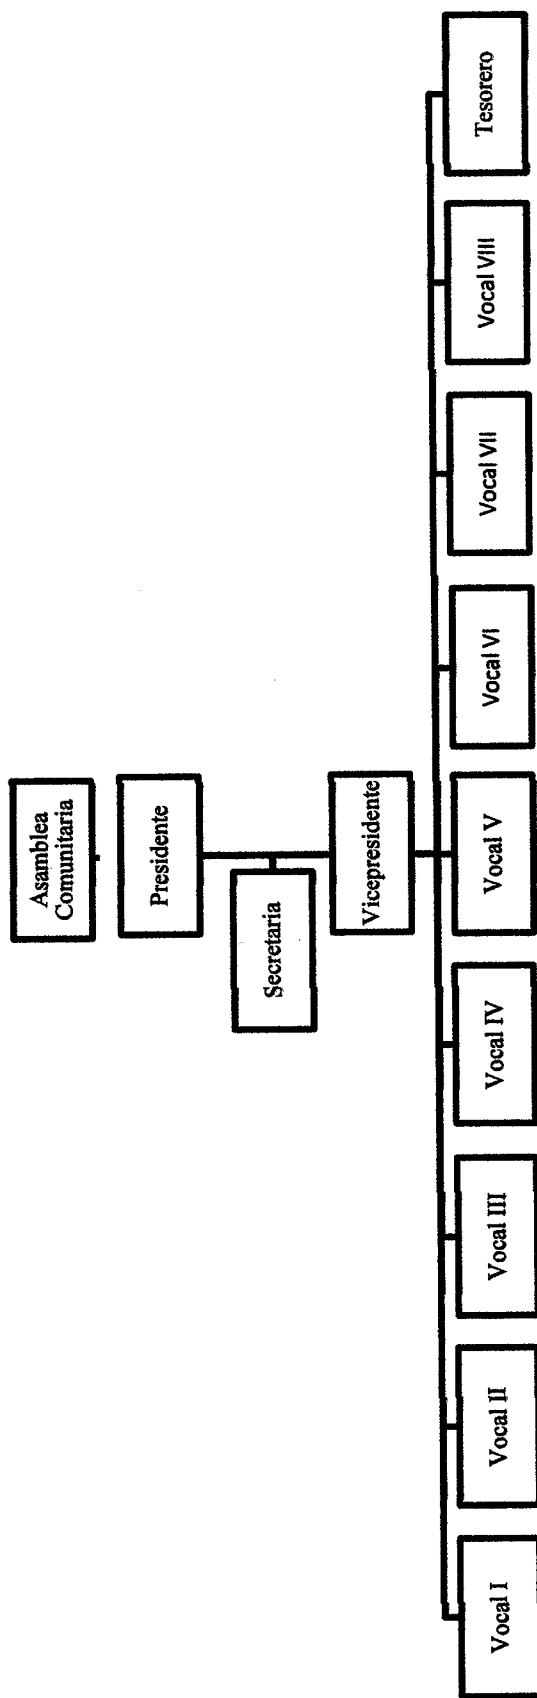 Asamblea
Comunitaria
Presidente
Secretaria
Vicepresidente
Vocal I
Vocal II
Vocal III
Vocal IV
Vocal V
Vocal VI
Vocal VII
Vocal VIII
Tesorero